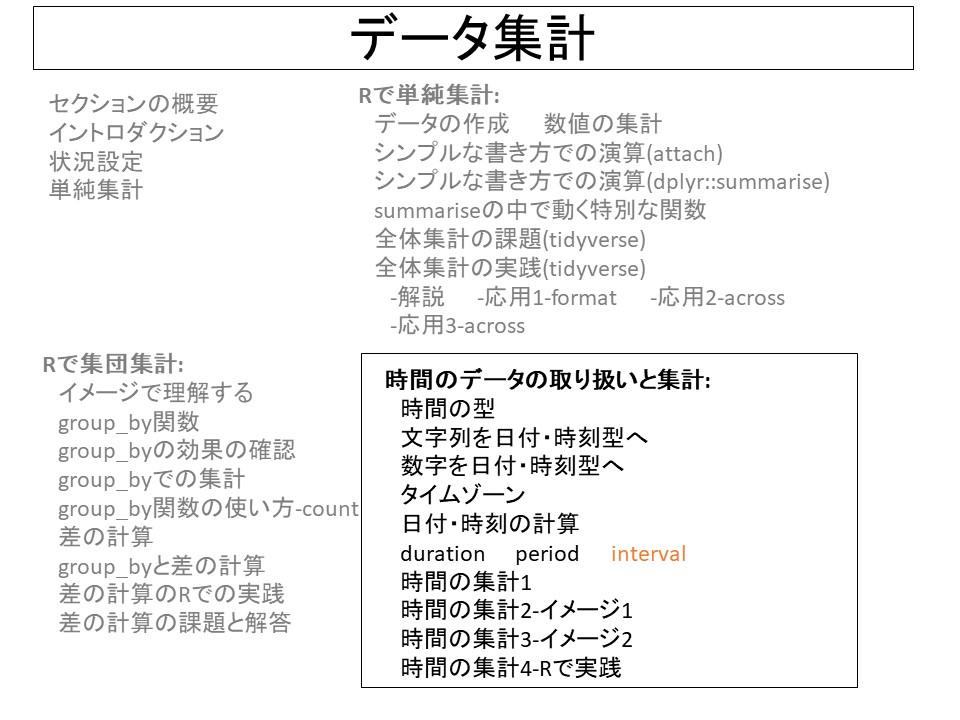 データ集計
セクションの概要
イントロダクション
状況設定
単純集計
Rで単純集計:
データの作成 数値の集計
シンプルな書き方での演算(attach)
シンプルな書き方での演算(dplyr::summarise)
summariseの中で動く特別な関数
全体集計の課題(tidyverse)
全体集計の実践(tidyverse)
-解説 -応用1-format -応用2-across
-応用3-across
Rで集団集計:
イメージで理解する
group_by関数
group_byの効果の確認
group_byでの集計
group_by関数の使い方-count
差の計算
group_byと差の計算
差の計算のRでの実践
差の計算の課題と解答
時間のデータの取り扱いと集計:
時間の型
文字列を日付・時刻型へ
数字を日付・時刻型へ
タイムゾーン
日付・時刻の計算
duration period interval
時間の集計1
時間の集計2-イメージ1
時間の集計3-イメージ2
時間の集計4-Rで実践